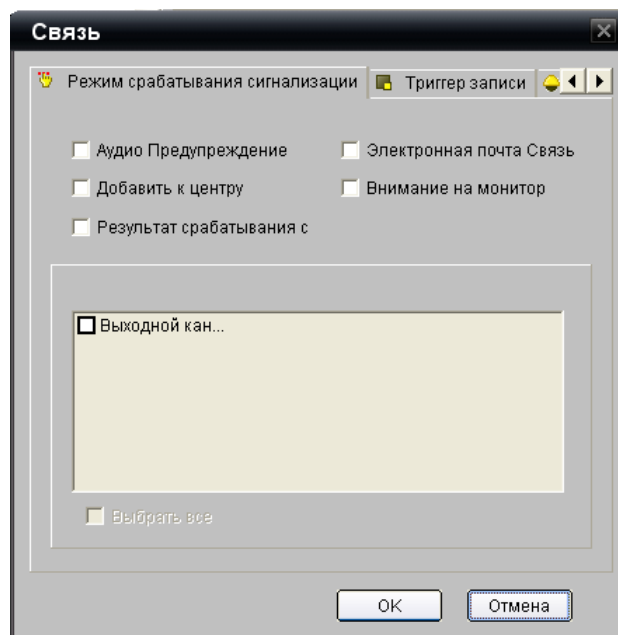 Связь
Режим срабатывания сигнализации Триггер записи
Аудио Предупреждение Электронная почта Связь
Добавить к центру Внимание на монитор
Результат срабатывания с
Выходной кан...
Выбрать все
OK Отмена